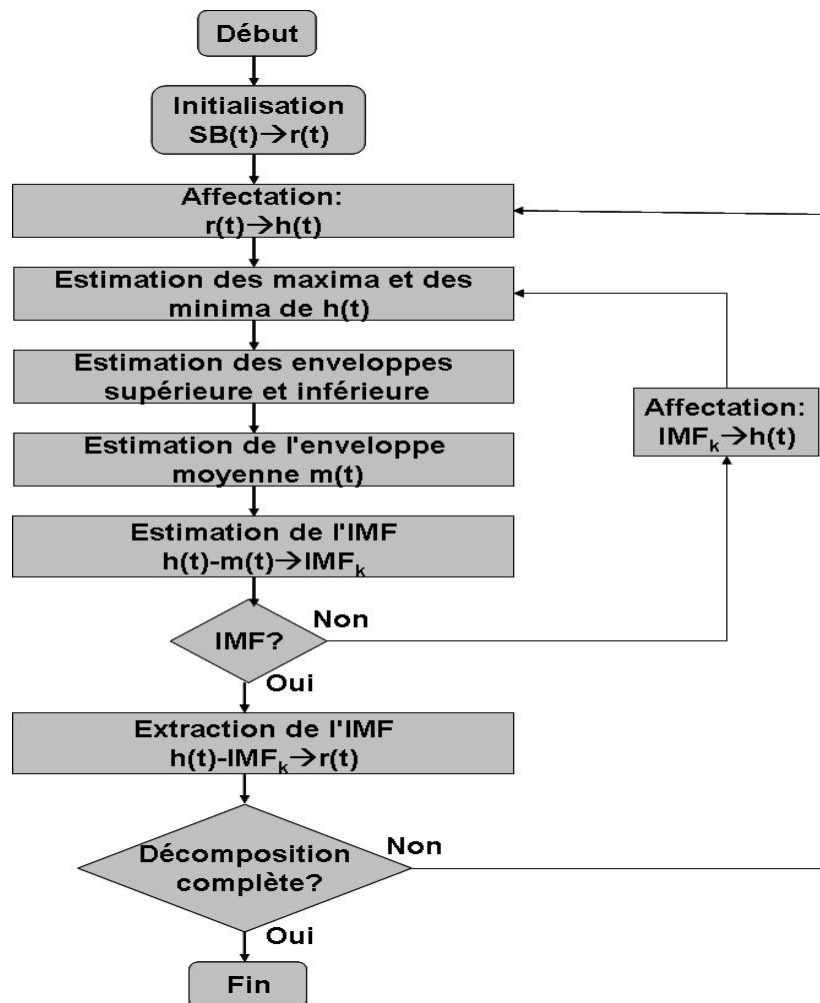 Début
Initialisation
SB(t)→r(t)
Affectation:
r(t)→h(t)
Estimation des maxima et des
minima de h(t)
Estimation des enveloppes
supérieure et inférieure
Affectation:
IMFₖ→h(t)
Estimation de l'enveloppe
moyenne m(t)
Estimation de l'IMF
h(t)-m(t)→IMFₖ
IMF?
Non
Oui
Extraction de l'IMF
h(t)-IMFₖ→r(t)
Décomposition
complète?
Non
Oui
Fin